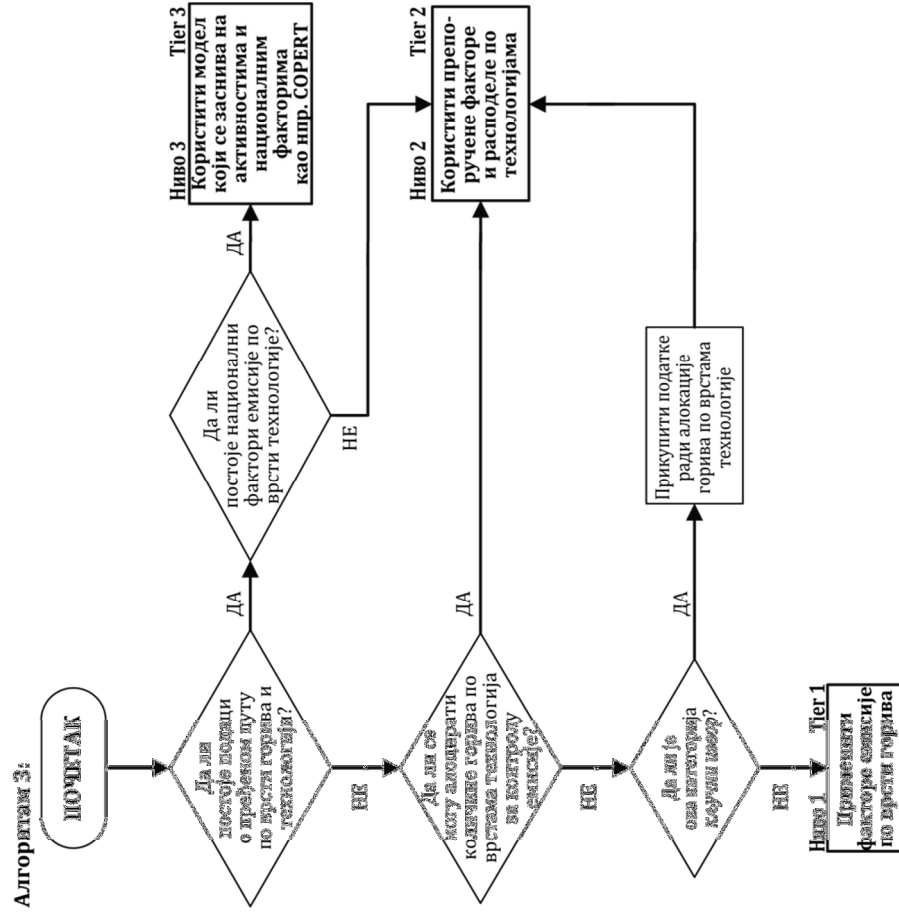 Алгоритам 3:
ПОЧЕТАК
Да ли
постоје подаци
о пређеном путу
по врсти горива и
технологији?
ДА
НЕ
Да ли
постоје национални
фактори емисије по
врсти технологије?
ДА
НЕ
Ниво 3 Tier 3
Користити модел
који се заснива на
активностима и
националним
факторима
као нпр. COPERT
Да ли се
могу алоцирати
количине горива по
врстама технологија
за контролу
емисије?
ДА
НЕ
Ниво 2 Tier 2
Користити препо-
ручене факторе
и расподеле по
технологијама
Да ли је
ова категорија
кључни извор?
ДА
НЕ
Прикупити податке
ради алокације
горива по врстама
технологије
Ниво 1 Tier 1
Применити
факторе емисије
по врсти горива